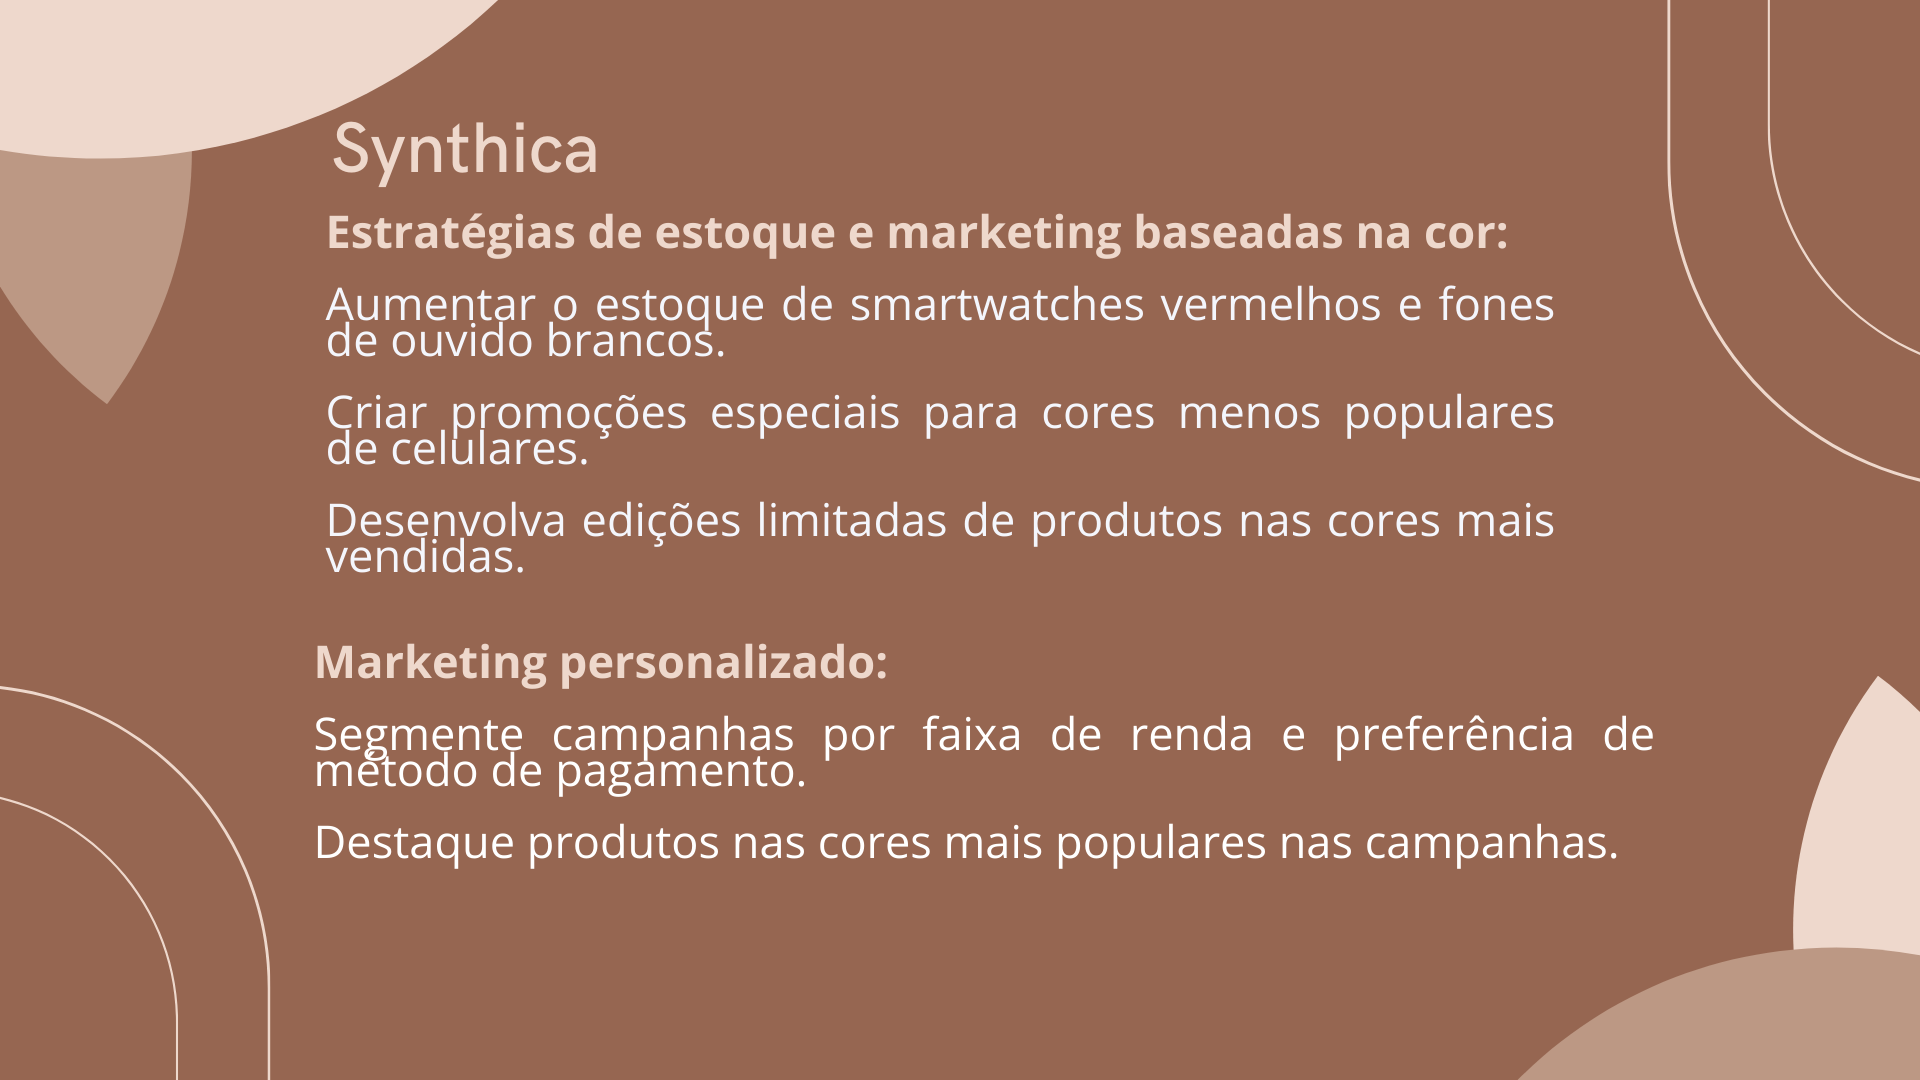 Synthica
Estratégias de estoque e marketing baseadas na cor:
Aumentar o estoque de smartwatches vermelhos e fones
de ouvido brancos.
Criar promoções especiais para cores menos populares
de celulares.
Desenvolva edições limitadas de produtos nas cores mais
vendidas.
Marketing personalizado:
Segmente campanhas por faixa de renda e preferência de
método de pagamento.
Destaque produtos nas cores mais populares nas campanhas.